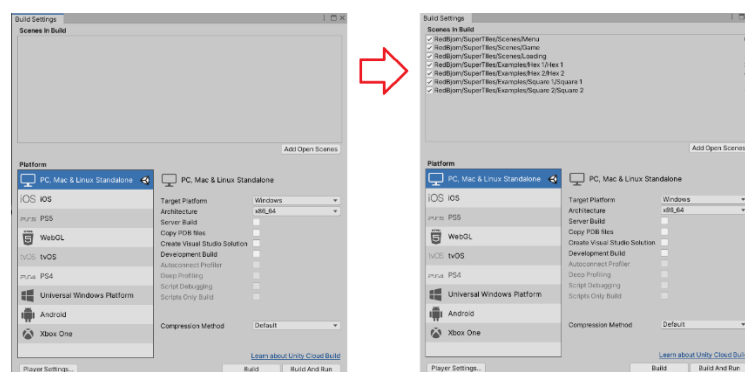 Build Settings
Scenes In Build
Add Open Scenes
Platform
PC, Mac & Linux Standalone
iOS iOS
PS5
WebGL
tvOS tvOS
PS4 PS4
Universal Windows Platform
Android
Xbox One
PC, Mac & Linux Standalone
Target Platform Windows
Architecture x86_64
Server Build
Copy PDB files
Create Visual Studio Solution
Development Build
Autoconnect Profiler
Deep Profiling
Script Debugging
Scripts Only Build
Compression Method Default
Learn about Unity Cloud Build
Player Settings...
Build Build And Run
Build Settings
Scenes In Build
RedBjorn/SuperTiles/Scenes/Menu
RedBjorn/SuperTiles/Scenes/Game
RedBjorn/SuperTiles/Scenes/Loading
RedBjorn/SuperTiles/Examples/Hex 1/Hex 1
RedBjorn/SuperTiles/Examples/Hex 2/Hex 2
RedBjorn/SuperTiles/Examples/Square 1/Square 1
RedBjorn/SuperTiles/Examples/Square 2/Square 2
Add Open Scenes
Platform
PC, Mac & Linux Standalone
iOS iOS
PS5
WebGL
tvOS tvOS
PS4 PS4
Universal Windows Platform
Android
Xbox One
PC, Mac & Linux Standalone
Target Platform Windows
Architecture x86_64
Server Build
Copy PDB files
Create Visual Studio Solution
Development Build
Autoconnect Profiler
Deep Profiling
Script Debugging
Scripts Only Build
Compression Method Default
Learn about Unity Cloud Build
Player Settings...
Build Build And Run